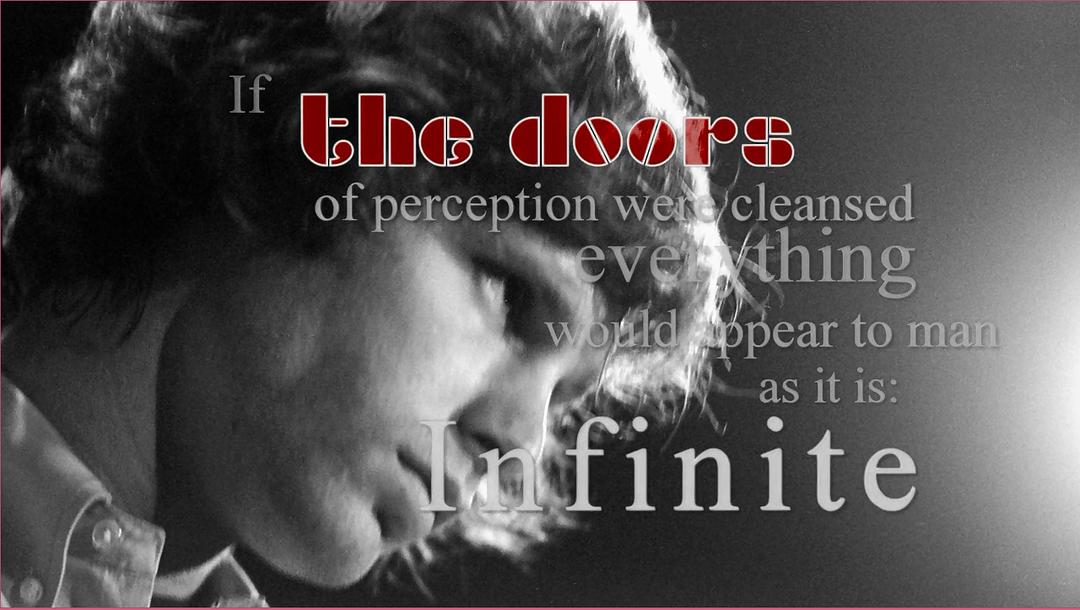 If
the doors
of perception were cleansed
everything
would appear to man
as it is:
Infinite